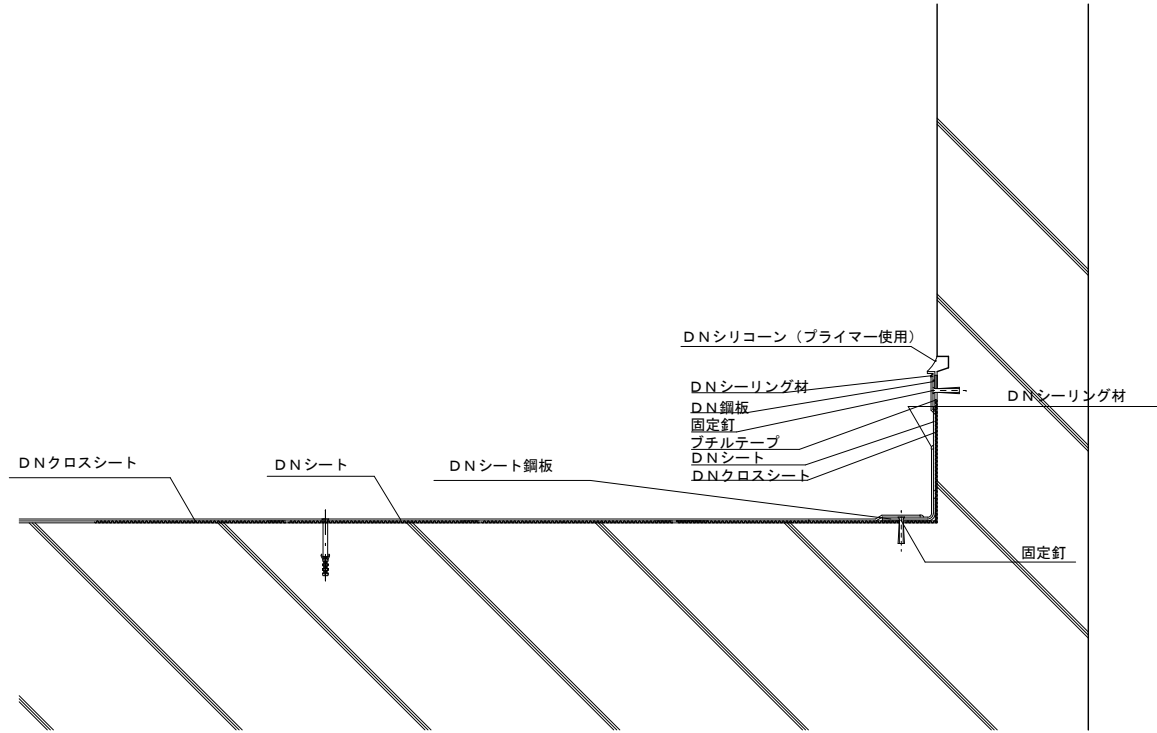 DNシリコーン（プライマー使用）
DNシーリング材
DN鋼板
固定釘
ブチルテープ
DNシート
DNクロスシート
DNシーリング材
DNクロスシート
DNシート
DNシート鋼板
固定釘